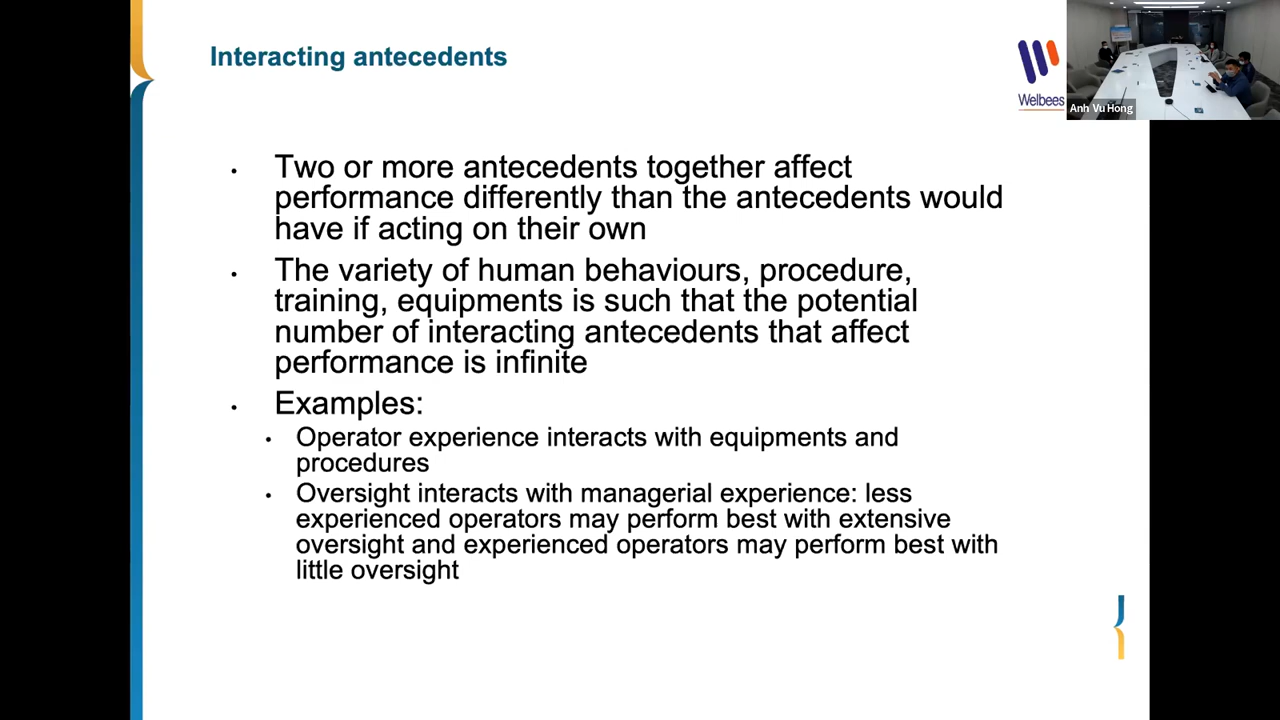 Interacting antecedents
Welbees
Anh Vu Hong
• Two or more antecedents together affect
performance differently than the antecedents would
have if acting on their own
• The variety of human behaviours, procedure,
training, equipments is such that the potential
number of interacting antecedents that affect
performance is infinite
• Examples:
• Operator experience interacts with equipments and
procedures
• Oversight interacts with managerial experience: less
experienced operators may perform best with extensive
oversight and experienced operators may perform best with
little oversight